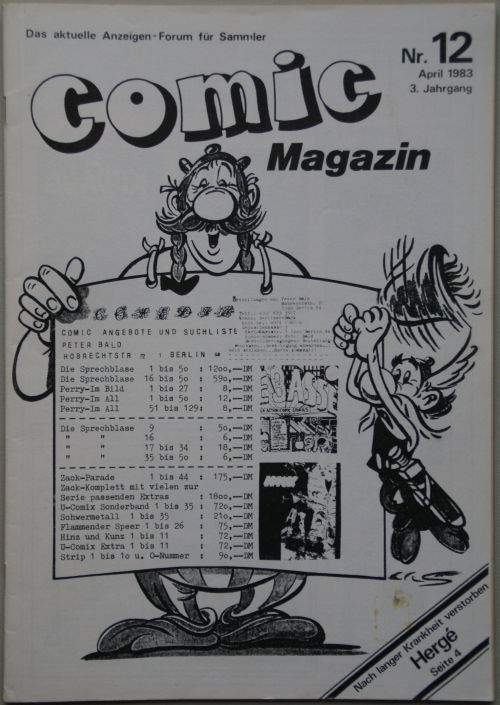 Das aktuelle Anzeigen-Forum für Sammler
Nr. 12
April 1983
3. Jahrgang
Comic
Magazin
COMEDIE
COMIC ANGEBOTE UND SUCHLISTE
PETER BALD
HOBRECHTSTR 1 BERLIN
Die Sprechblase 1 bis 5o : 12oo,—DM
Die Sprechblase 16 bis 5o : 59o,—DM
Perry-Im Bild 1 bis 27 : 8,—DM
Perry-Im All 1 bis 5o : 12,—DM
Perry-Im All 51 bis 129: 8,—DM
Die Sprechblase 9 : 5o,—DM
" " 16 : 6,—DM
" " 17 bis 34 : 18,—DM
" " 35 bis 5o : 6,—DM
Zack-Parade 1 bis 44 : 175,—DM
Zack-Komplett mit vielen zur
Serie passenden Extras : 18oo,—DM
U-Comix Sonderband 1 bis 35 : 72o,—DM
Schwermetall 1 bis 35 : 21o,—DM
Flammender Speer 1 bis 26 : 75,—DM
Hinz und Kunz 1 bis 11 : 72,—DM
U-Comix Extra 1 bis 11 : 72,—DM
Strip 1 bis 1o u. O-Nummer : 9o,—DM
Nach langer Krankheit verstorben
Hergé
Seite 4